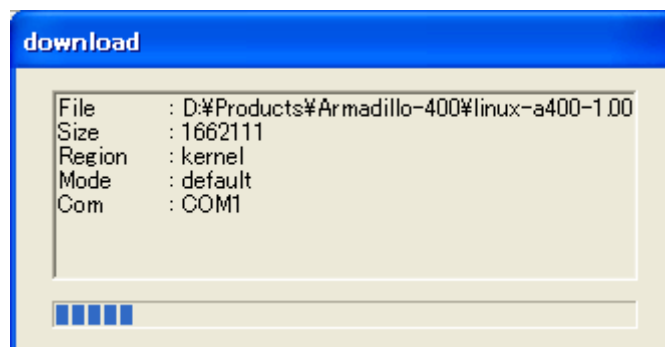 download
File : D:¥Products¥Armadillo-400¥linux-a400-1.00
Size : 1662111
Region : kernel
Mode : default
Com : COM1